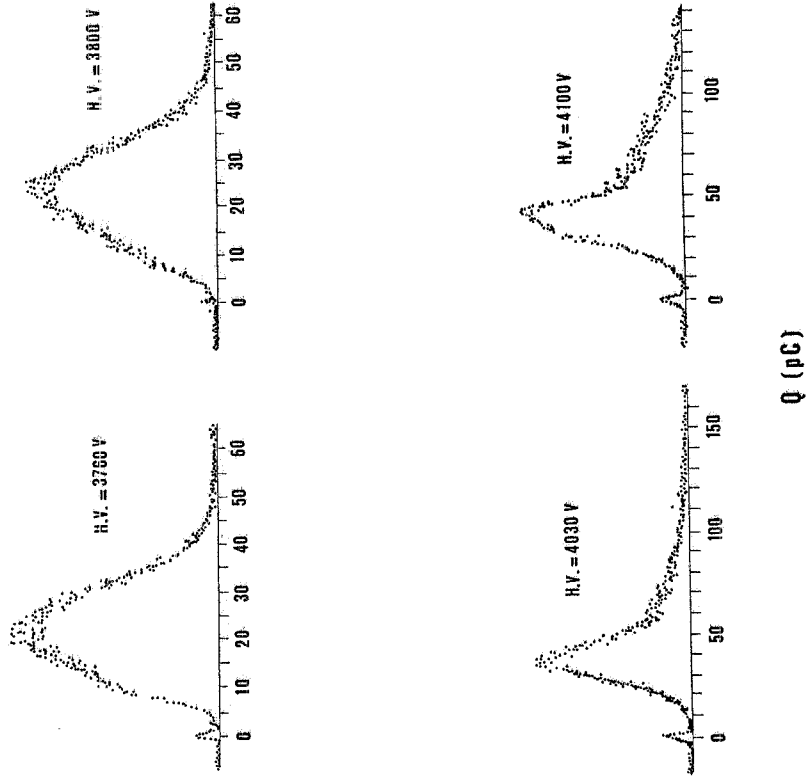 H.V. = 3760 V
0 10 20 30 40 50 60
H.V. = 3800 V
0 10 20 30 40 50 60
H.V. = 4030 V
0 50 100 150
H.V. = 4100 V
0 50 100
Q (pC)